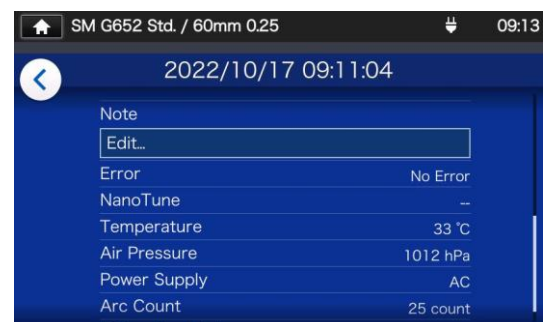 SM G652 Std. / 60mm 0.25 09:13
2022/10/17 09:11:04
Note
Edit...
Error No Error
NanoTune --
Temperature 33 °C
Air Pressure 1012 hPa
Power Supply AC
Arc Count 25 count